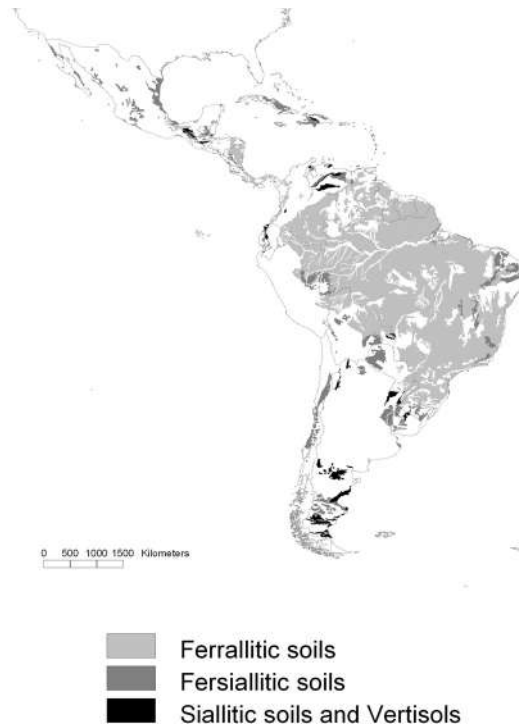 0 500 1000 1500 Kilometers
Ferrallitic soils
Fersiallitic soils
Siallitic soils and Vertisols